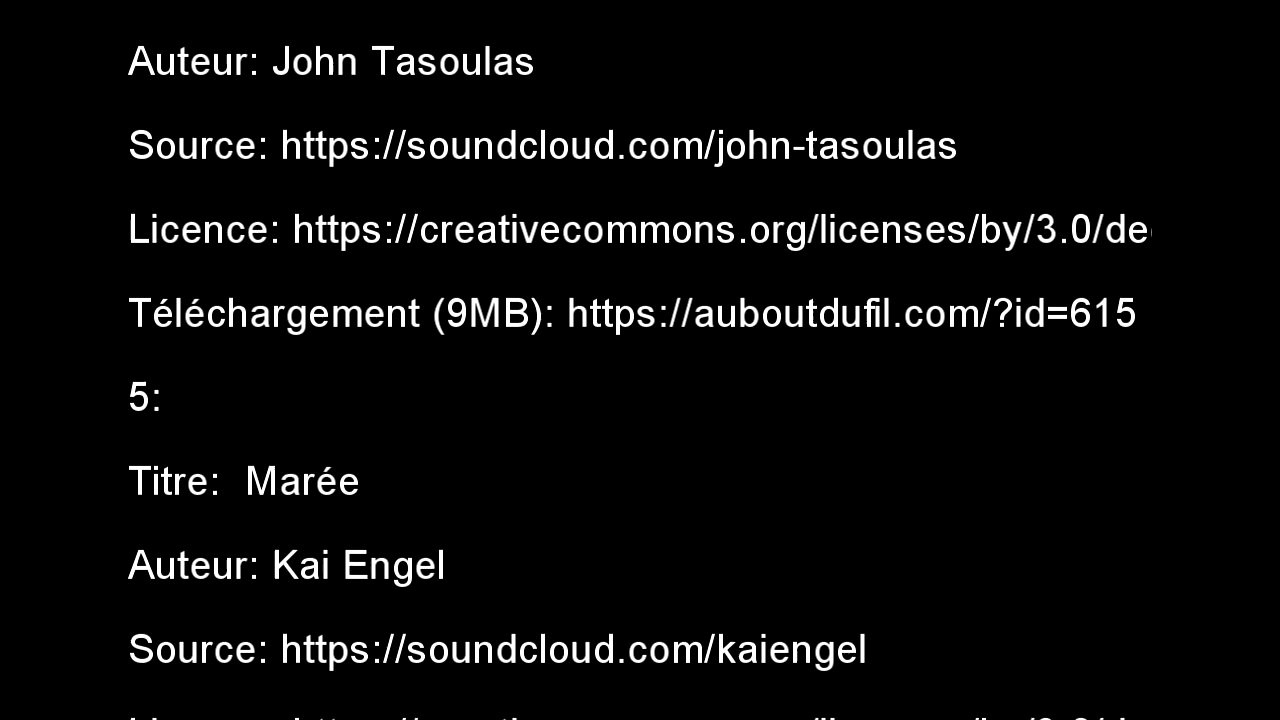 Auteur: John Tasoulas
Source: https://soundcloud.com/john-tasoulas
Licence: https://creativecommons.org/licenses/by/3.0/de
Téléchargement (9MB): https://auboutdufil.com/?id=615
5:
Titre:  Marée
Auteur: Kai Engel
Source: https://soundcloud.com/kaiengel